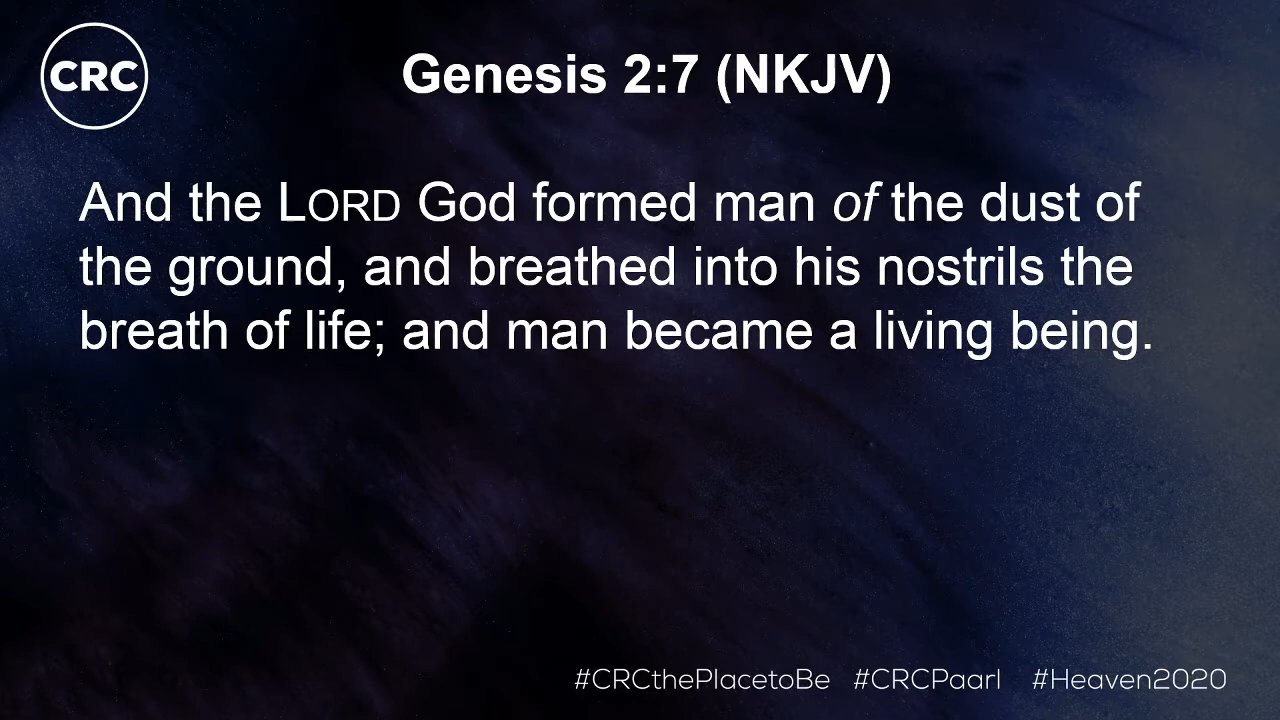 CRC
Genesis 2:7 (NKJV)
And the LORD God formed man of the dust of
the ground, and breathed into his nostrils the
breath of life; and man became a living being.
#CRCthePlacetoBe #CRCPaarl #Heaven2020